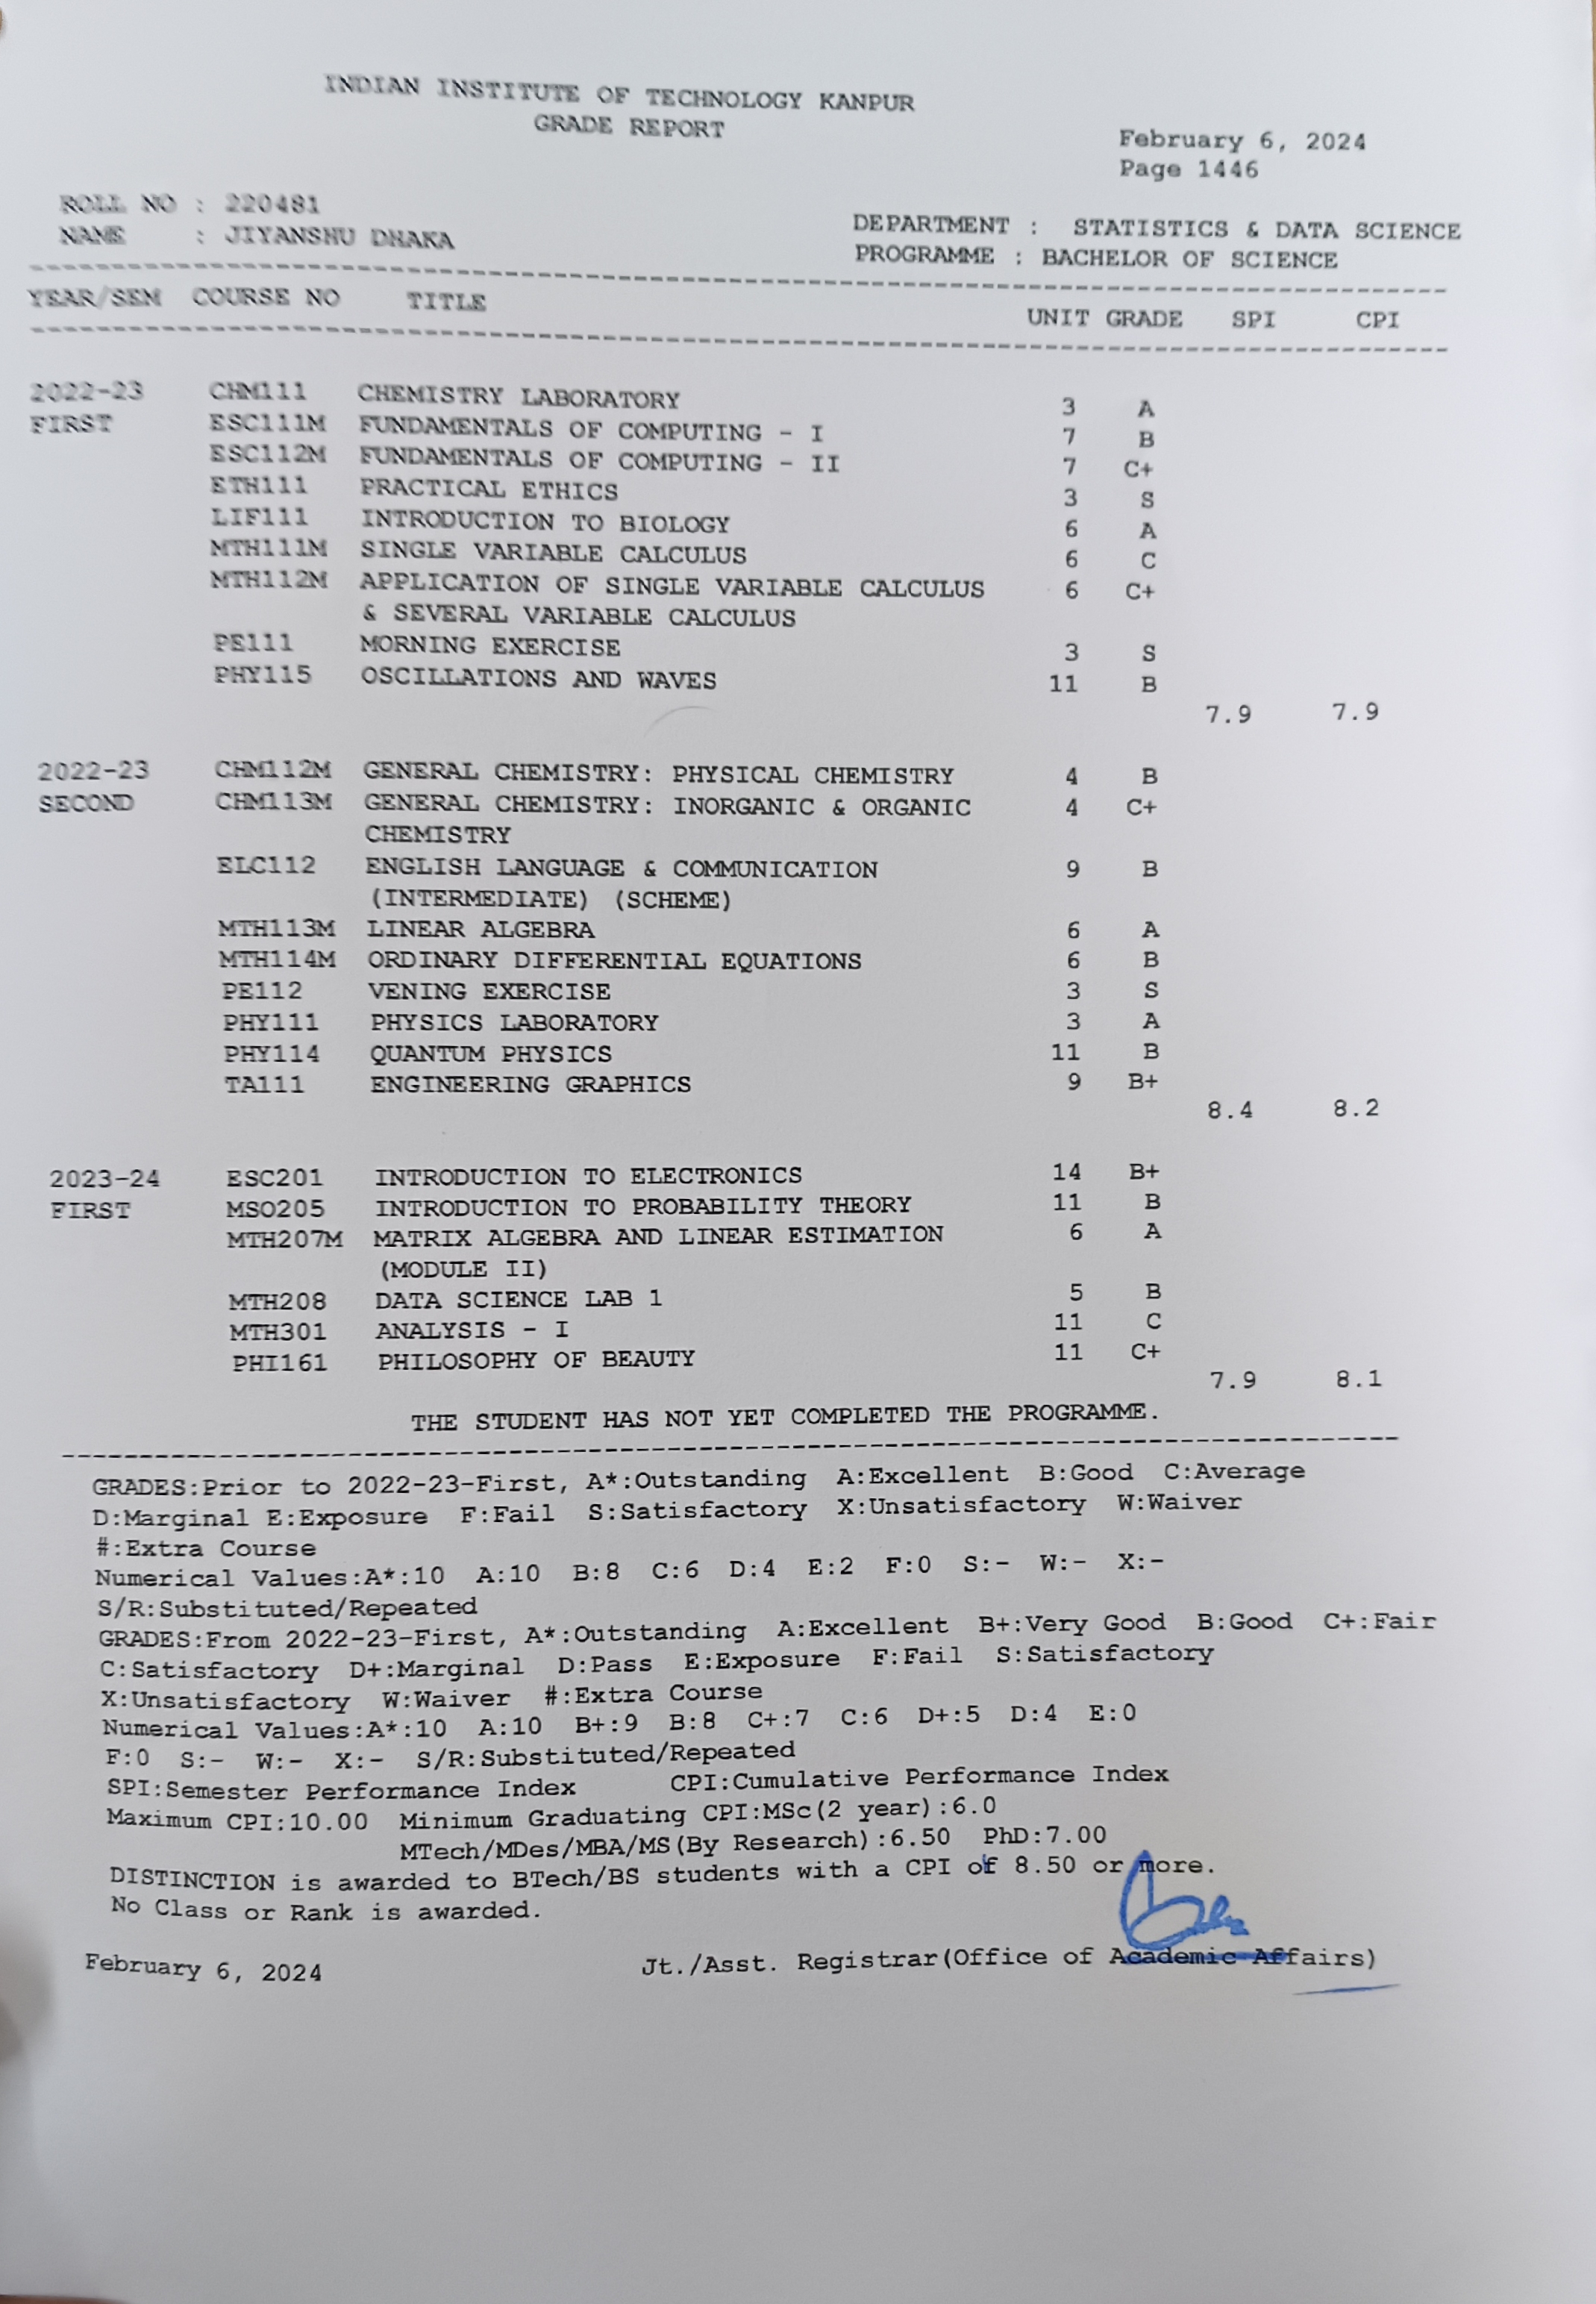 INDIAN INSTITUTE OF TECHNOLOGY KANPUR
GRADE REPORT
February 6, 2024
Page 1446
ROLL NO : 220481
NAME : JIYANSHU DHAKA
DEPARTMENT : STATISTICS & DATA SCIENCE
PROGRAMME : BACHELOR OF SCIENCE
YEAR/SEM COURSE NO TITLE UNIT GRADE SPI CPI
2022-23 CHM111 CHEMISTRY LABORATORY 3 A
FIRST ESC111M FUNDAMENTALS OF COMPUTING - I 7 B
ESC112M FUNDAMENTALS OF COMPUTING - II 7 C+
ETH111 PRACTICAL ETHICS 3 S
LIF111 INTRODUCTION TO BIOLOGY 6 A
MTH111M SINGLE VARIABLE CALCULUS 6 C
MTH112M APPLICATION OF SINGLE VARIABLE CALCULUS 6 C+
& SEVERAL VARIABLE CALCULUS
PE111 MORNING EXERCISE 3 S
PHY115 OSCILLATIONS AND WAVES 11 B
7.9 7.9
2022-23 CHM112M GENERAL CHEMISTRY: PHYSICAL CHEMISTRY 4 B
SECOND CHM113M GENERAL CHEMISTRY: INORGANIC & ORGANIC 4 C+
CHEMISTRY
ELC112 ENGLISH LANGUAGE & COMMUNICATION 9 B
(INTERMEDIATE) (SCHEME)
MTH113M LINEAR ALGEBRA 6 A
MTH114M ORDINARY DIFFERENTIAL EQUATIONS 6 B
PE112 VENING EXERCISE 3 S
PHY111 PHYSICS LABORATORY 3 A
PHY114 QUANTUM PHYSICS 11 B
TA111 ENGINEERING GRAPHICS 9 B+
8.4 8.2
2023-24 ESC201 INTRODUCTION TO ELECTRONICS 14 B+
FIRST MSO205 INTRODUCTION TO PROBABILITY THEORY 11 B
MTH207M MATRIX ALGEBRA AND LINEAR ESTIMATION 6 A
(MODULE II)
MTH208 DATA SCIENCE LAB 1 5 B
MTH301 ANALYSIS - I 11 C
PHI161 PHILOSOPHY OF BEAUTY 11 C+
7.9 8.1
THE STUDENT HAS NOT YET COMPLETED THE PROGRAMME.
GRADES:Prior to 2022-23-First, A*:Outstanding A:Excellent B:Good C:Average
D:Marginal E:Exposure F:Fail S:Satisfactory X:Unsatisfactory W:Waiver
#:Extra Course
Numerical Values:A*:10 A:10 B:8 C:6 D:4 E:2 F:0 S:- W:- X:-
S/R:Substituted/Repeated
GRADES:From 2022-23-First, A*:Outstanding A:Excellent B+:Very Good B:Good C+:Fair
C:Satisfactory D+:Marginal D:Pass E:Exposure F:Fail S:Satisfactory
X:Unsatisfactory W:Waiver #:Extra Course
Numerical Values:A*:10 A:10 B+:9 B:8 C+:7 C:6 D+:5 D:4 E:0
F:0 S:- W:- X:- S/R:Substituted/Repeated
SPI:Semester Performance Index CPI:Cumulative Performance Index
Maximum CPI:10.00 Minimum Graduating CPI:MSc(2 year):6.0
MTech/MDes/MBA/MS(By Research):6.50 PhD:7.00
DISTINCTION is awarded to BTech/BS students with a CPI of 8.50 or more.
No Class or Rank is awarded.
February 6, 2024 Jt./Asst. Registrar(Office of Academic Affairs)